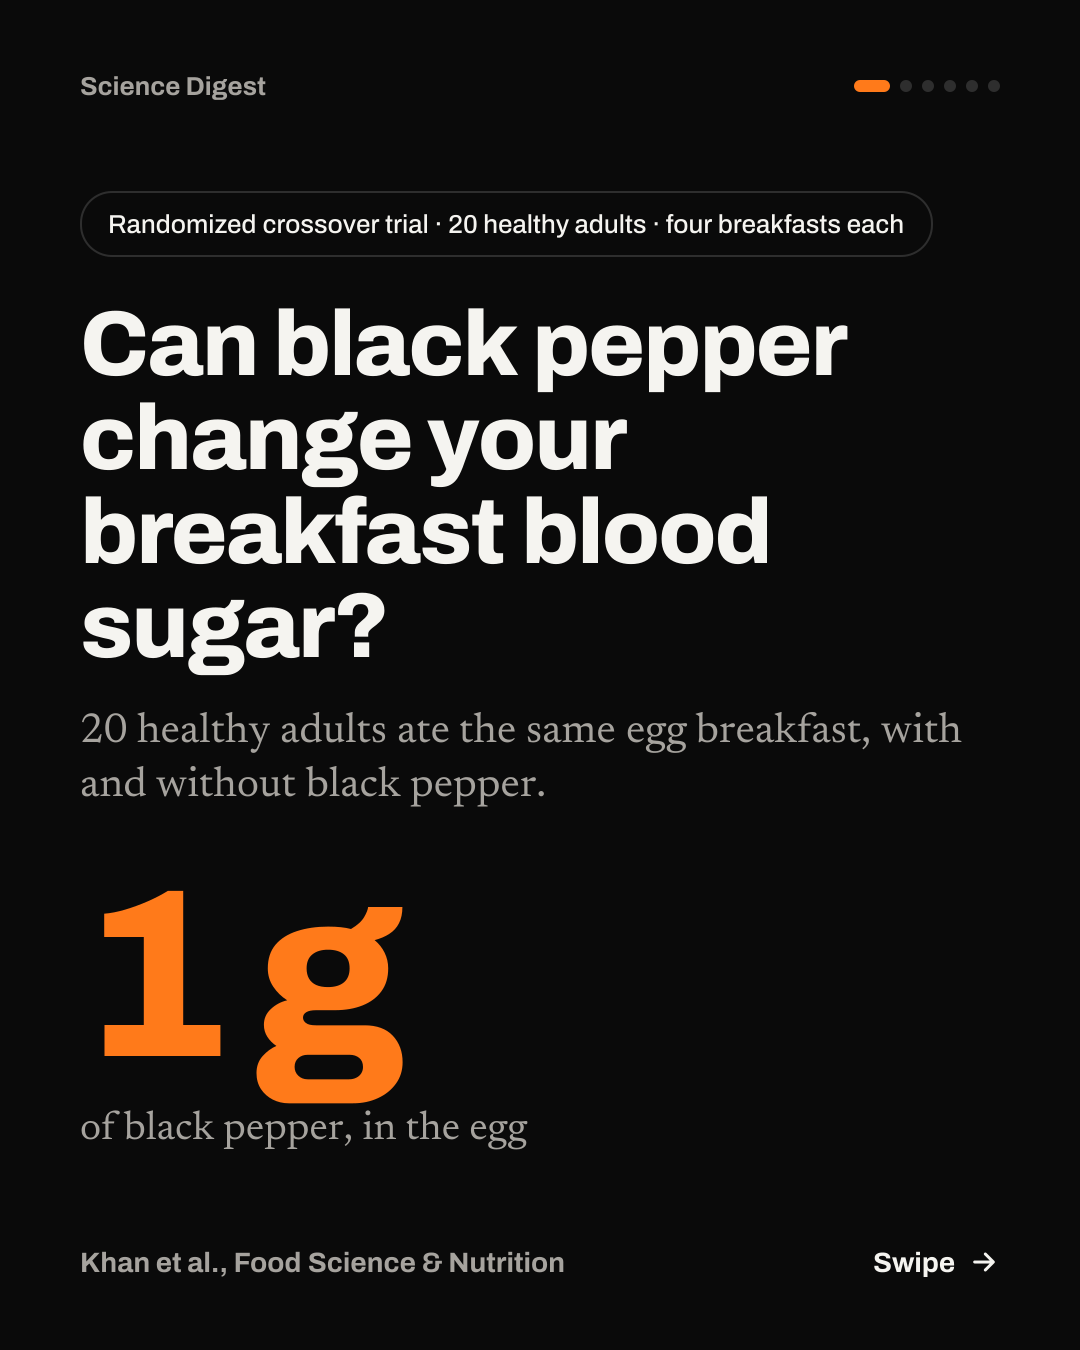 Science Digest
Randomized crossover trial · 20 healthy adults · four breakfasts each
Can black pepper
change your
breakfast blood
sugar?
20 healthy adults ate the same egg breakfast, with
and without black pepper.
1 g
of black pepper, in the egg
Khan et al., Food Science & Nutrition
Swipe →